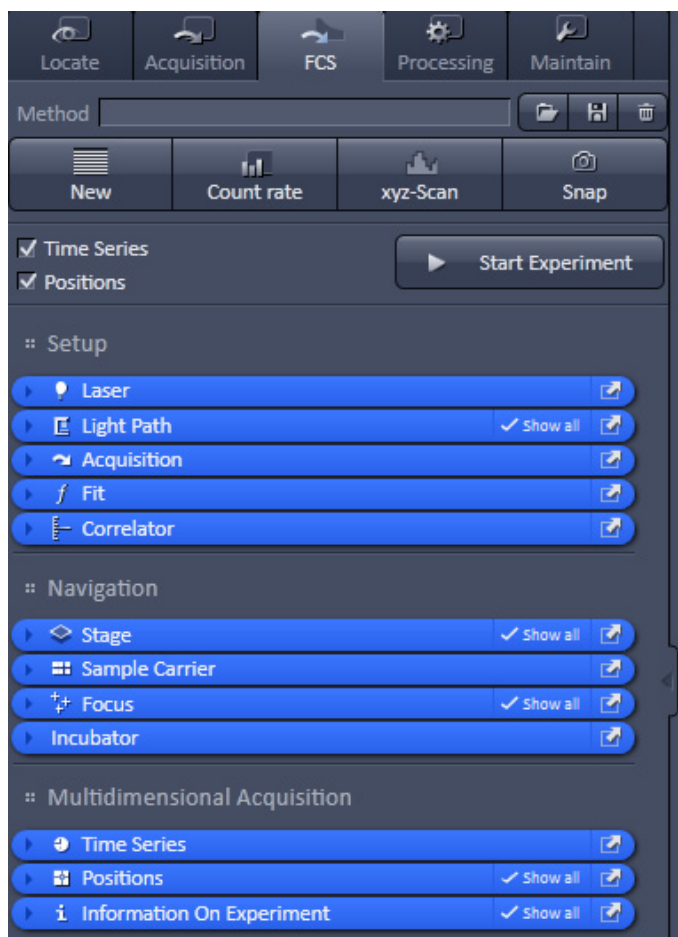 Locate Acquisition FCS Processing Maintain
Method
New Count rate xyz-Scan Snap
Time Series
Start Experiment
Positions
Setup
Laser
Light Path Show all
Acquisition
f Fit
Correlator
Navigation
Stage Show all
Sample Carrier
Focus Show all
Incubator
Multidimensional Acquisition
Time Series
Positions Show all
i Information On Experiment Show all